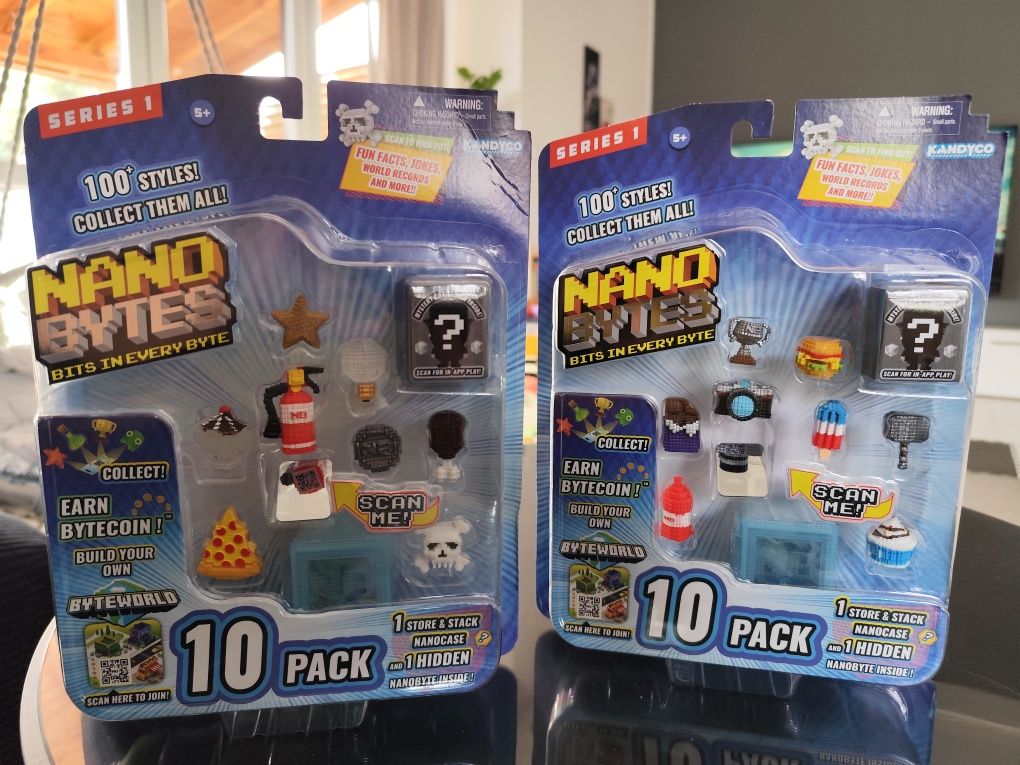 SERIES 1
5+
WARNING:
CHOKING HAZARD - Small parts.
SCAN TO FIND OUT
FUN FACTS, JOKES,
WORLD RECORDS
AND MORE!!
KANDYCO
100+ STYLES!
COLLECT THEM ALL!
NANO
BYTES
BITS IN EVERY BYTE
?
SCAN FOR IN-APP PLAY!
NB
COLLECT!
EARN
BYTECOIN!™
BUILD YOUR
OWN
BYTEWORLD
SCAN HERE TO JOIN!
SCAN
ME!
10 PACK
1 STORE & STACK
NANOCASE
AND 1 HIDDEN
NANOBYTE INSIDE!
?
SERIES 1
5+
WARNING:
CHOKING HAZARD - Small parts.
SCAN TO FIND OUT
FUN FACTS, JOKES,
WORLD RECORDS
AND MORE!!
KANDYCO
100+ STYLES!
COLLECT THEM ALL!
NANO
BYTES
BITS IN EVERY BYTE
?
SCAN FOR IN-APP PLAY!
NB
COLLECT!
EARN
BYTECOIN!™
BUILD YOUR
OWN
BYTEWORLD
SCAN HERE TO JOIN!
SCAN
ME!
10 PACK
1 STORE & STACK
NANOCASE
AND 1 HIDDEN
NANOBYTE INSIDE!
?